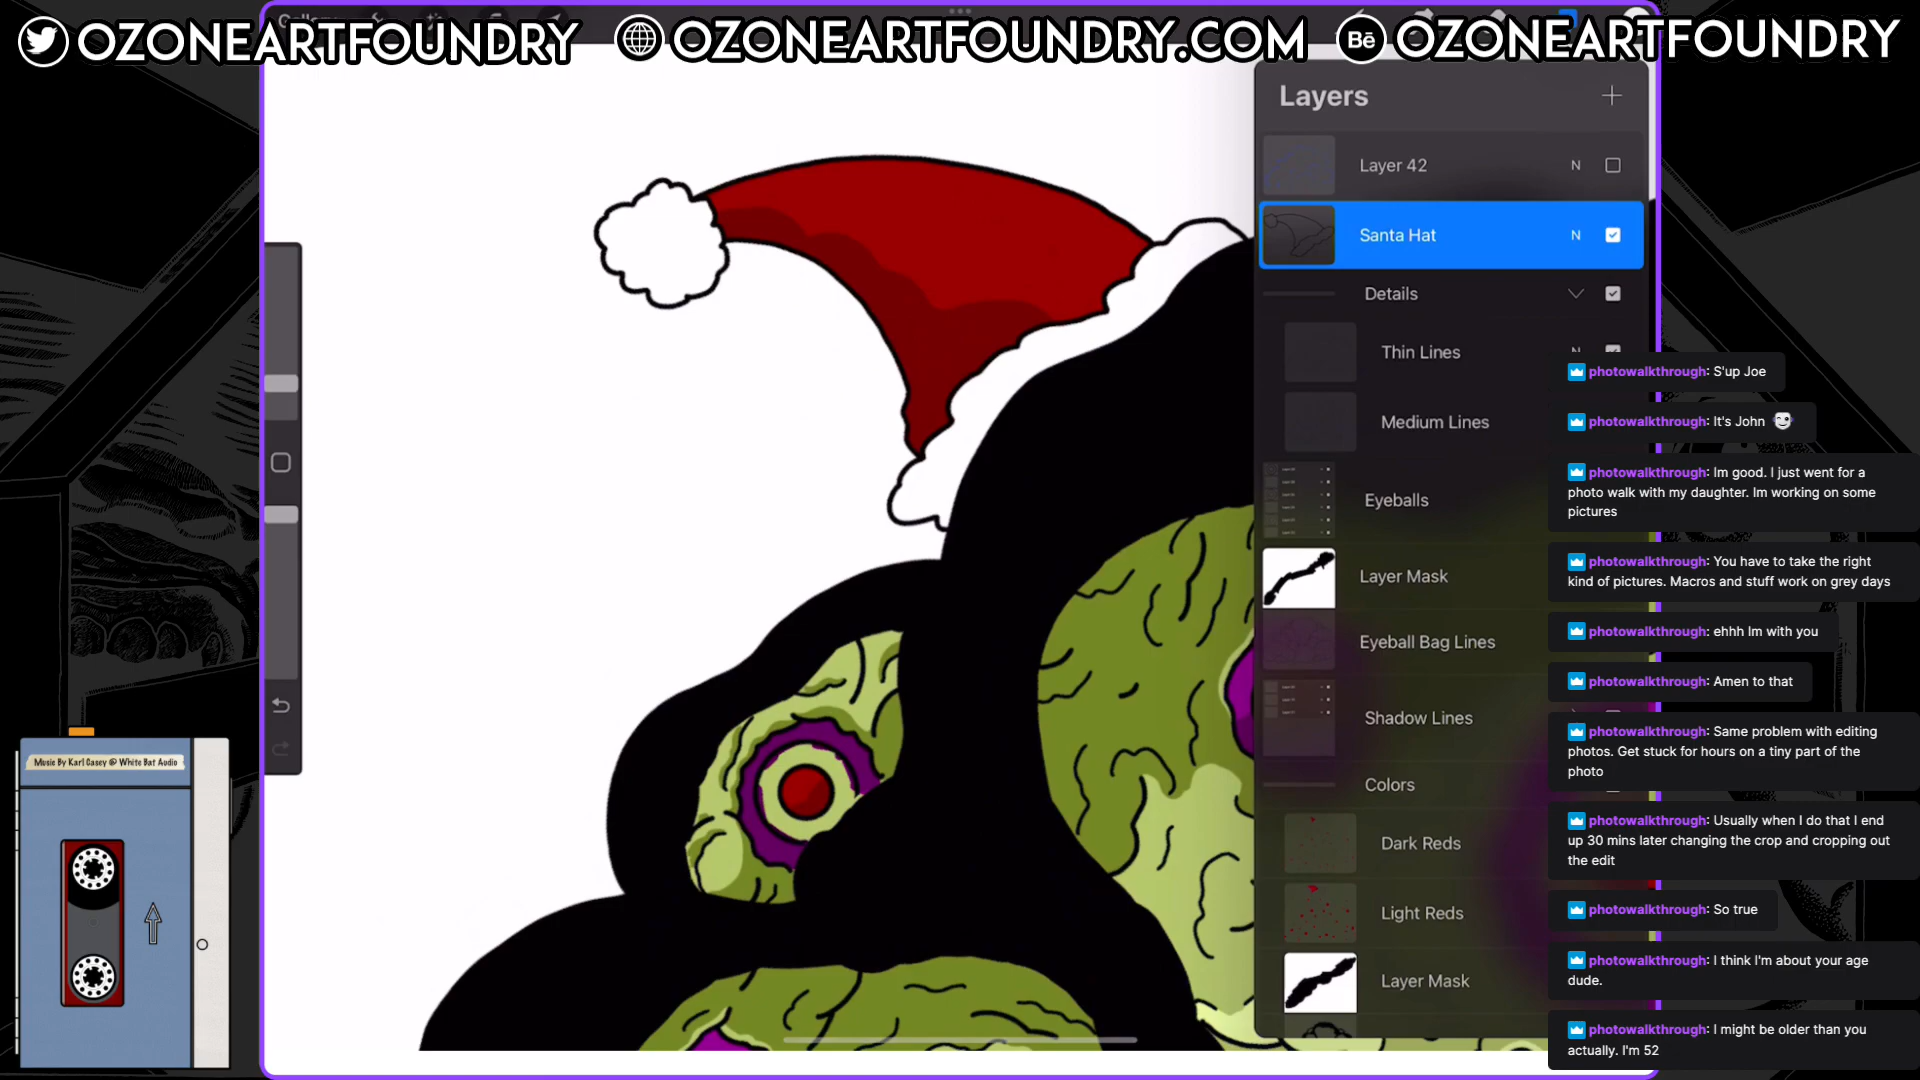 OZONEARTFOUNDRY
OZONEARTFOUNDRY.COM
Bē OZONEARTFOUNDRY
Layers
Layer 42 N
Santa Hat N
Details
Thin Lines N
Medium Lines
Eyeballs
Layer Mask
Eyeball Bag Lines
Shadow Lines
Colors
Dark Reds
Light Reds
Layer Mask
photowalkthrough: S'up Joe
photowalkthrough: It's John
photowalkthrough: Im good. I just went for a
photo walk with my daughter. Im working on some
pictures
photowalkthrough: You have to take the right
kind of pictures. Macros and stuff work on grey days
photowalkthrough: ehhh Im with you
photowalkthrough: Amen to that
photowalkthrough: Same problem with editing
photos. Get stuck for hours on a tiny part of the
photo
photowalkthrough: Usually when I do that I end
up 30 mins later changing the crop and cropping out
the edit
photowalkthrough: So true
photowalkthrough: I think I'm about your age
dude.
photowalkthrough: I might be older than you
actually. I'm 52
Music By Karl Casey @ White Bat Audio